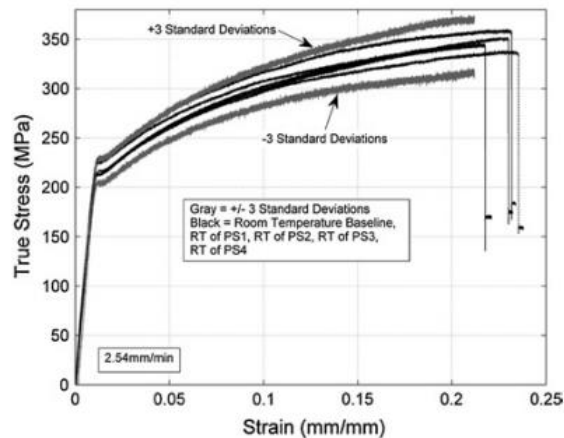 350
300
250
200
150
100
50
0
True Stress (MPa)
+3 Standard Deviations
-3 Standard Deviations
Gray = +/- 3 Standard Deviations
Black = Room Temperature Baseline,
RT of PS1, RT of PS2, RT of PS3,
RT of PS4
2.54mm/min
0 0.05 0.1 0.15 0.2 0.25
Strain (mm/mm)